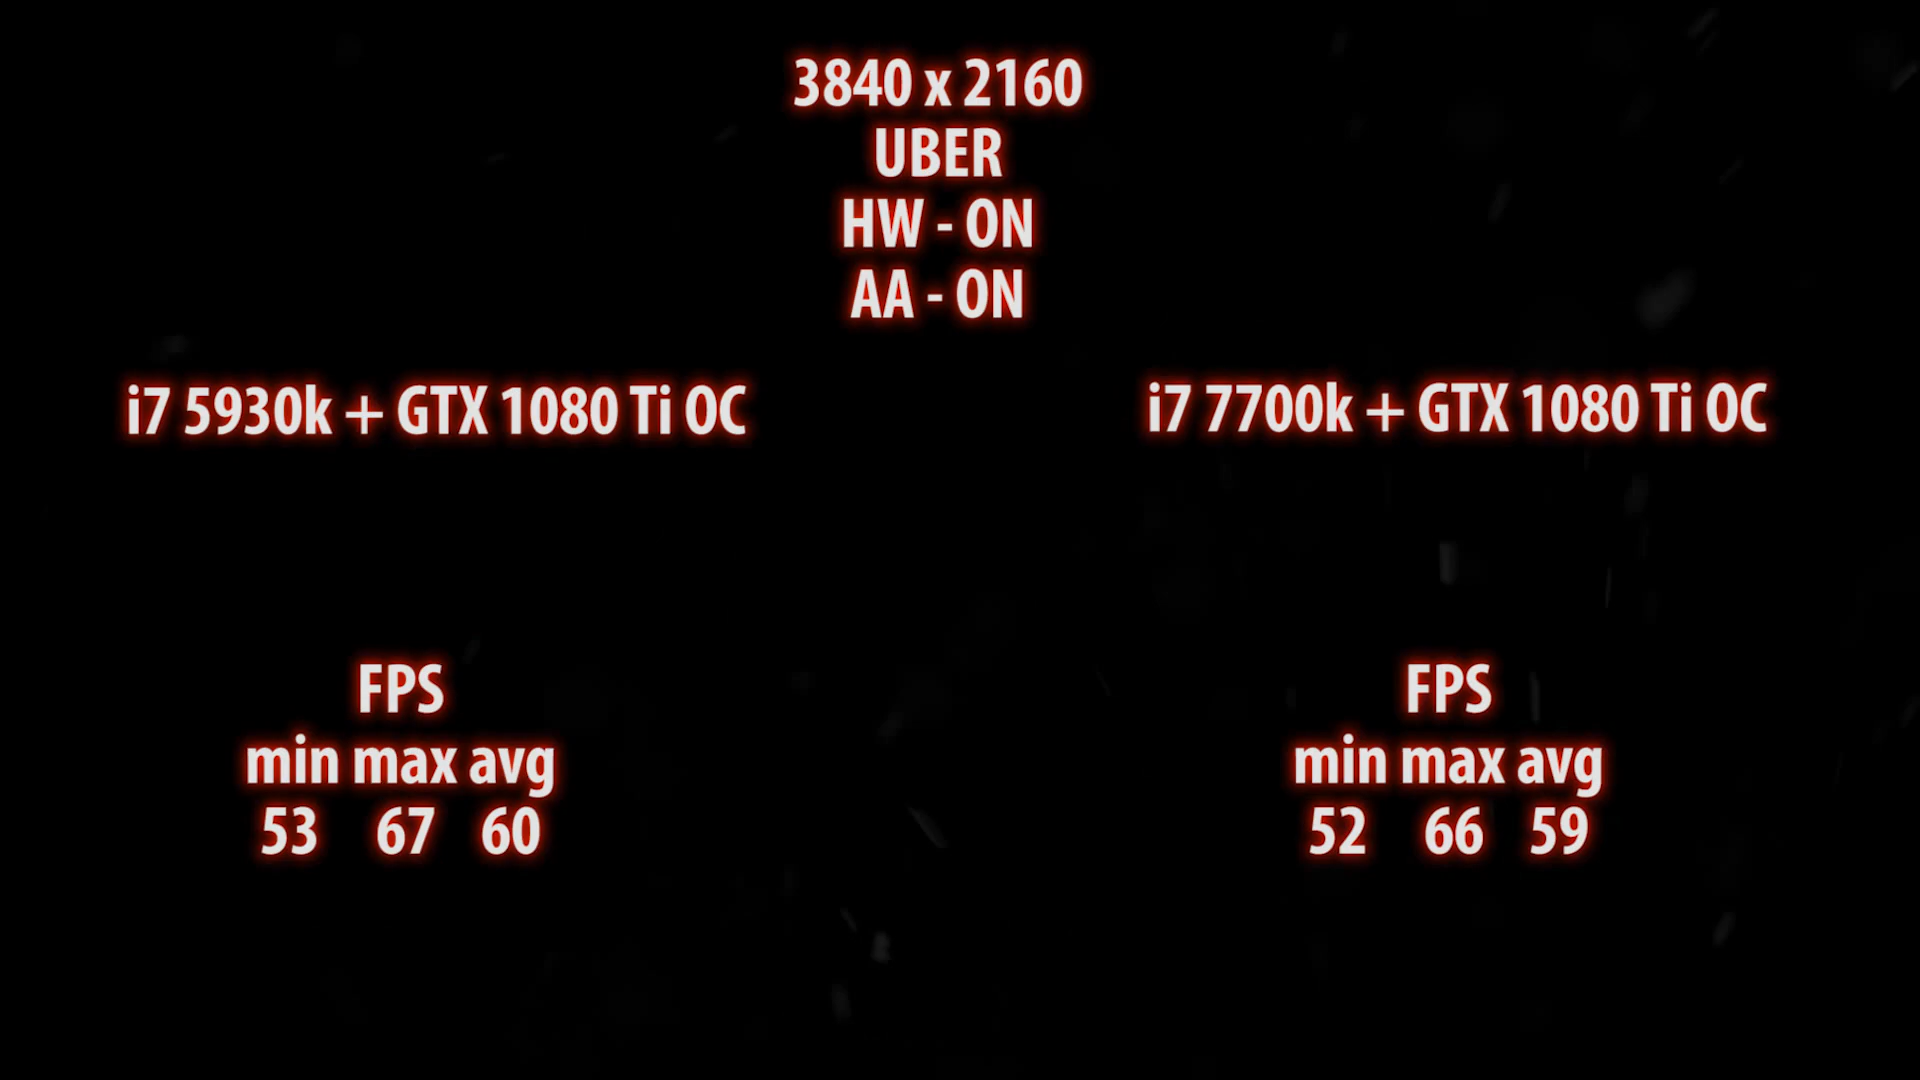 3840 x 2160
UBER
HW - ON
AA - ON
i7 5930k + GTX 1080 Ti OC
i7 7700k + GTX 1080 Ti OC
FPS
min max avg
53 67 60
FPS
min max avg
52 66 59